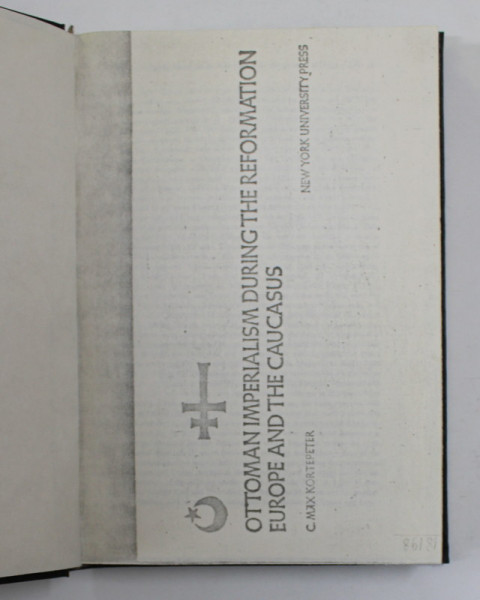 OTTOMAN IMPERIALISM DURING THE REFORMATION
EUROPE AND THE CAUCASUS
C. MAX KORTEPETER
NEW YORK UNIVERSITY PRESS